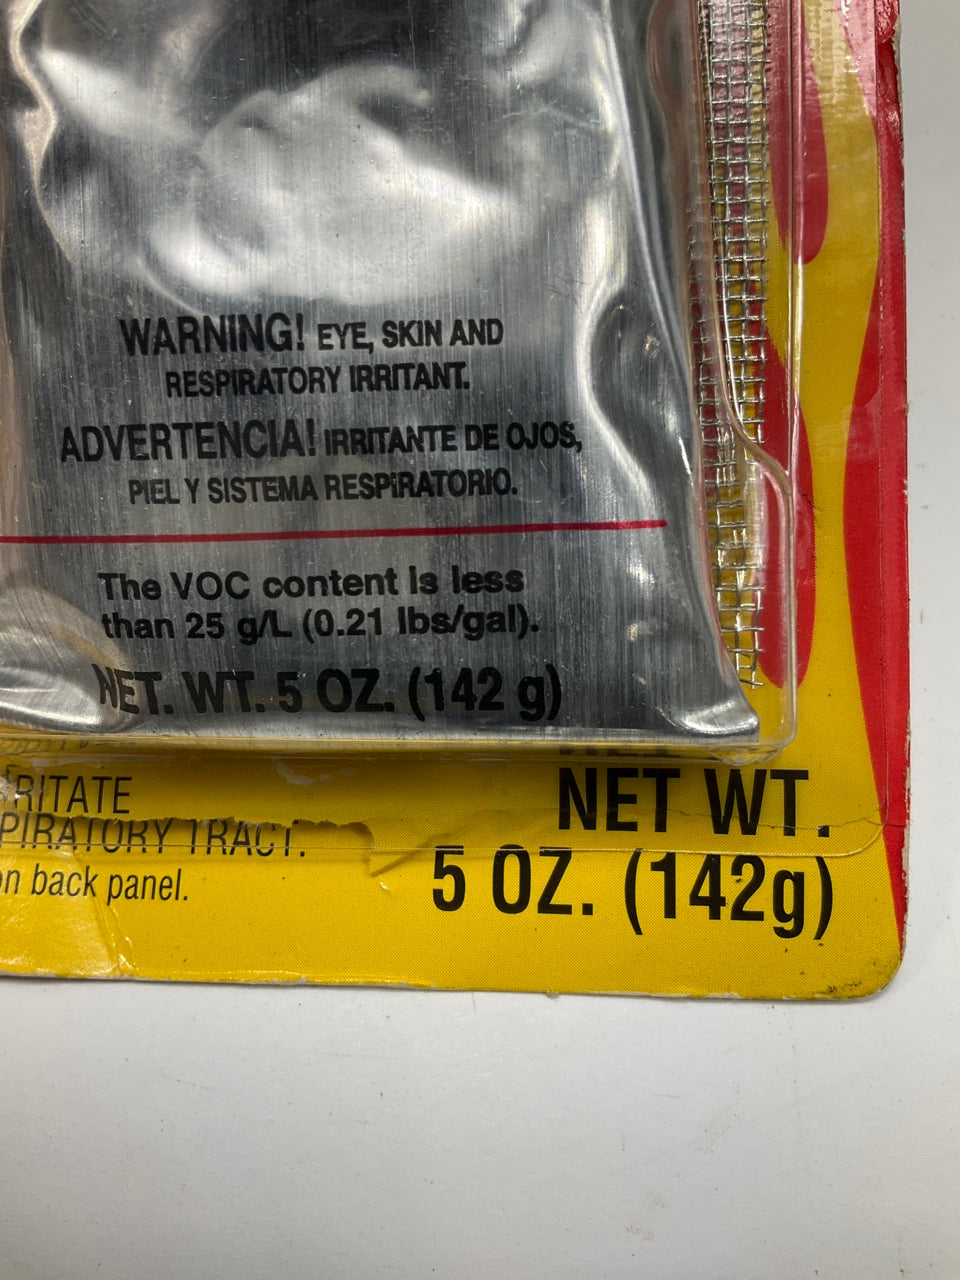 WARNING! EYE, SKIN AND
RESPIRATORY IRRITANT.
ADVERTENCIA! IRRITANTE DE OJOS,
PIEL Y SISTEMA RESPIRATORIO.
The VOC content is less
than 25 g/L (0.21 lbs/gal).
NET. WT. 5 OZ. (142 g)
RITATE
PIRATORY TRACT.
on back panel.
NET WT.
5 OZ. (142g)